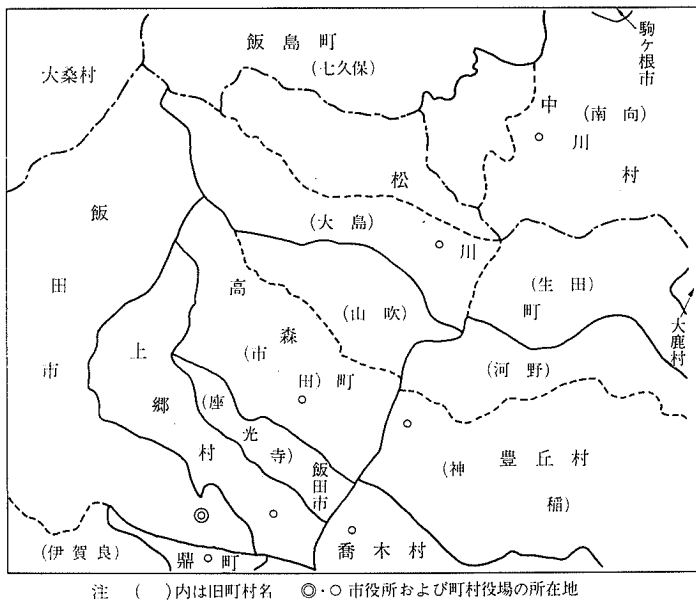 飯島町
(七久保)
駒ヶ根市
大桑村
中川村
(南向)
松川町
(大島)
(生田)
大鹿村
飯田市
高森町
(山吹)
(市田)
上郷村
(座光寺)
飯田市
(河野)
豊丘村
(神稲)
喬木村
(伊賀良)
鼎町
注 ( )内は旧町村名 ◎・○ 市役所および町村役場の所在地